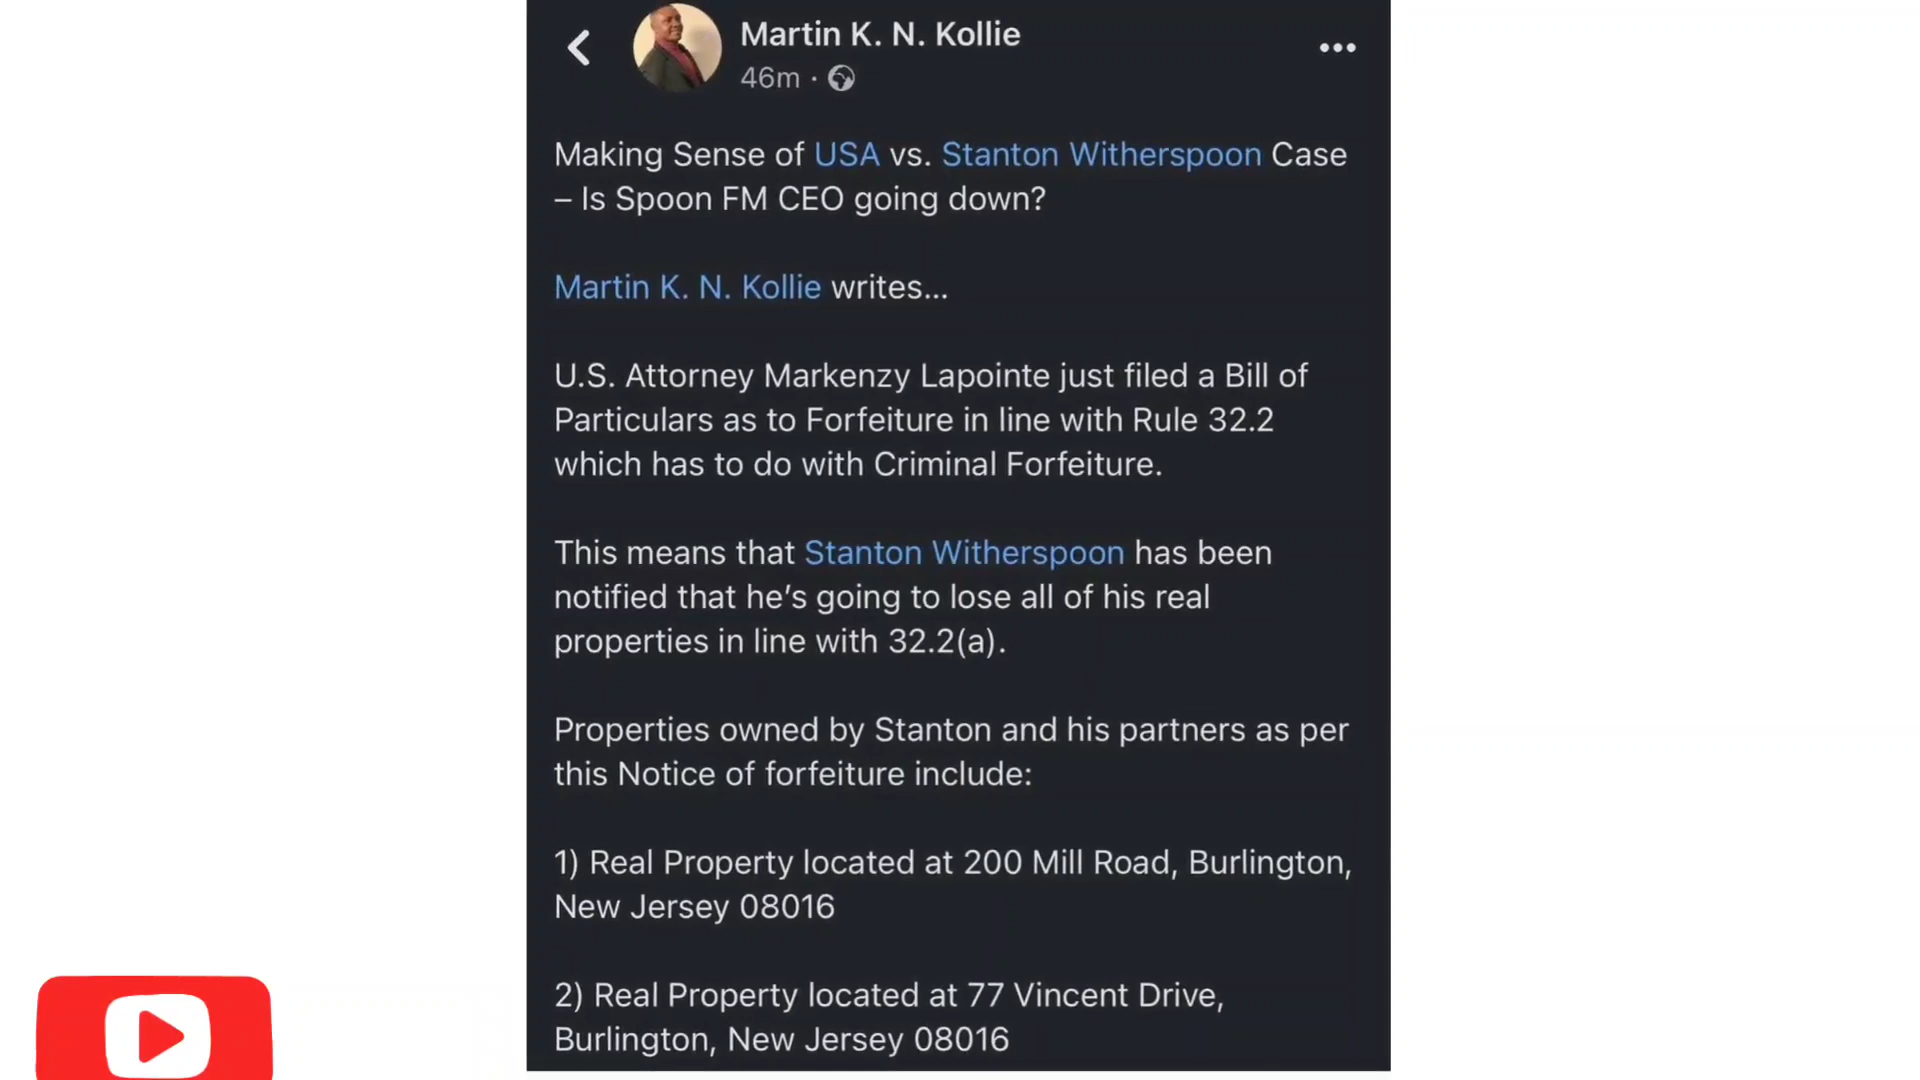 Martin K. N. Kollie
46m ·
Making Sense of USA vs. Stanton Witherspoon Case
– Is Spoon FM CEO going down?
Martin K. N. Kollie writes...
U.S. Attorney Markenzy Lapointe just filed a Bill of
Particulars as to Forfeiture in line with Rule 32.2
which has to do with Criminal Forfeiture.
This means that Stanton Witherspoon has been
notified that he’s going to lose all of his real
properties in line with 32.2(a).
Properties owned by Stanton and his partners as per
this Notice of forfeiture include:
1) Real Property located at 200 Mill Road, Burlington,
New Jersey 08016
2) Real Property located at 77 Vincent Drive,
Burlington, New Jersey 08016